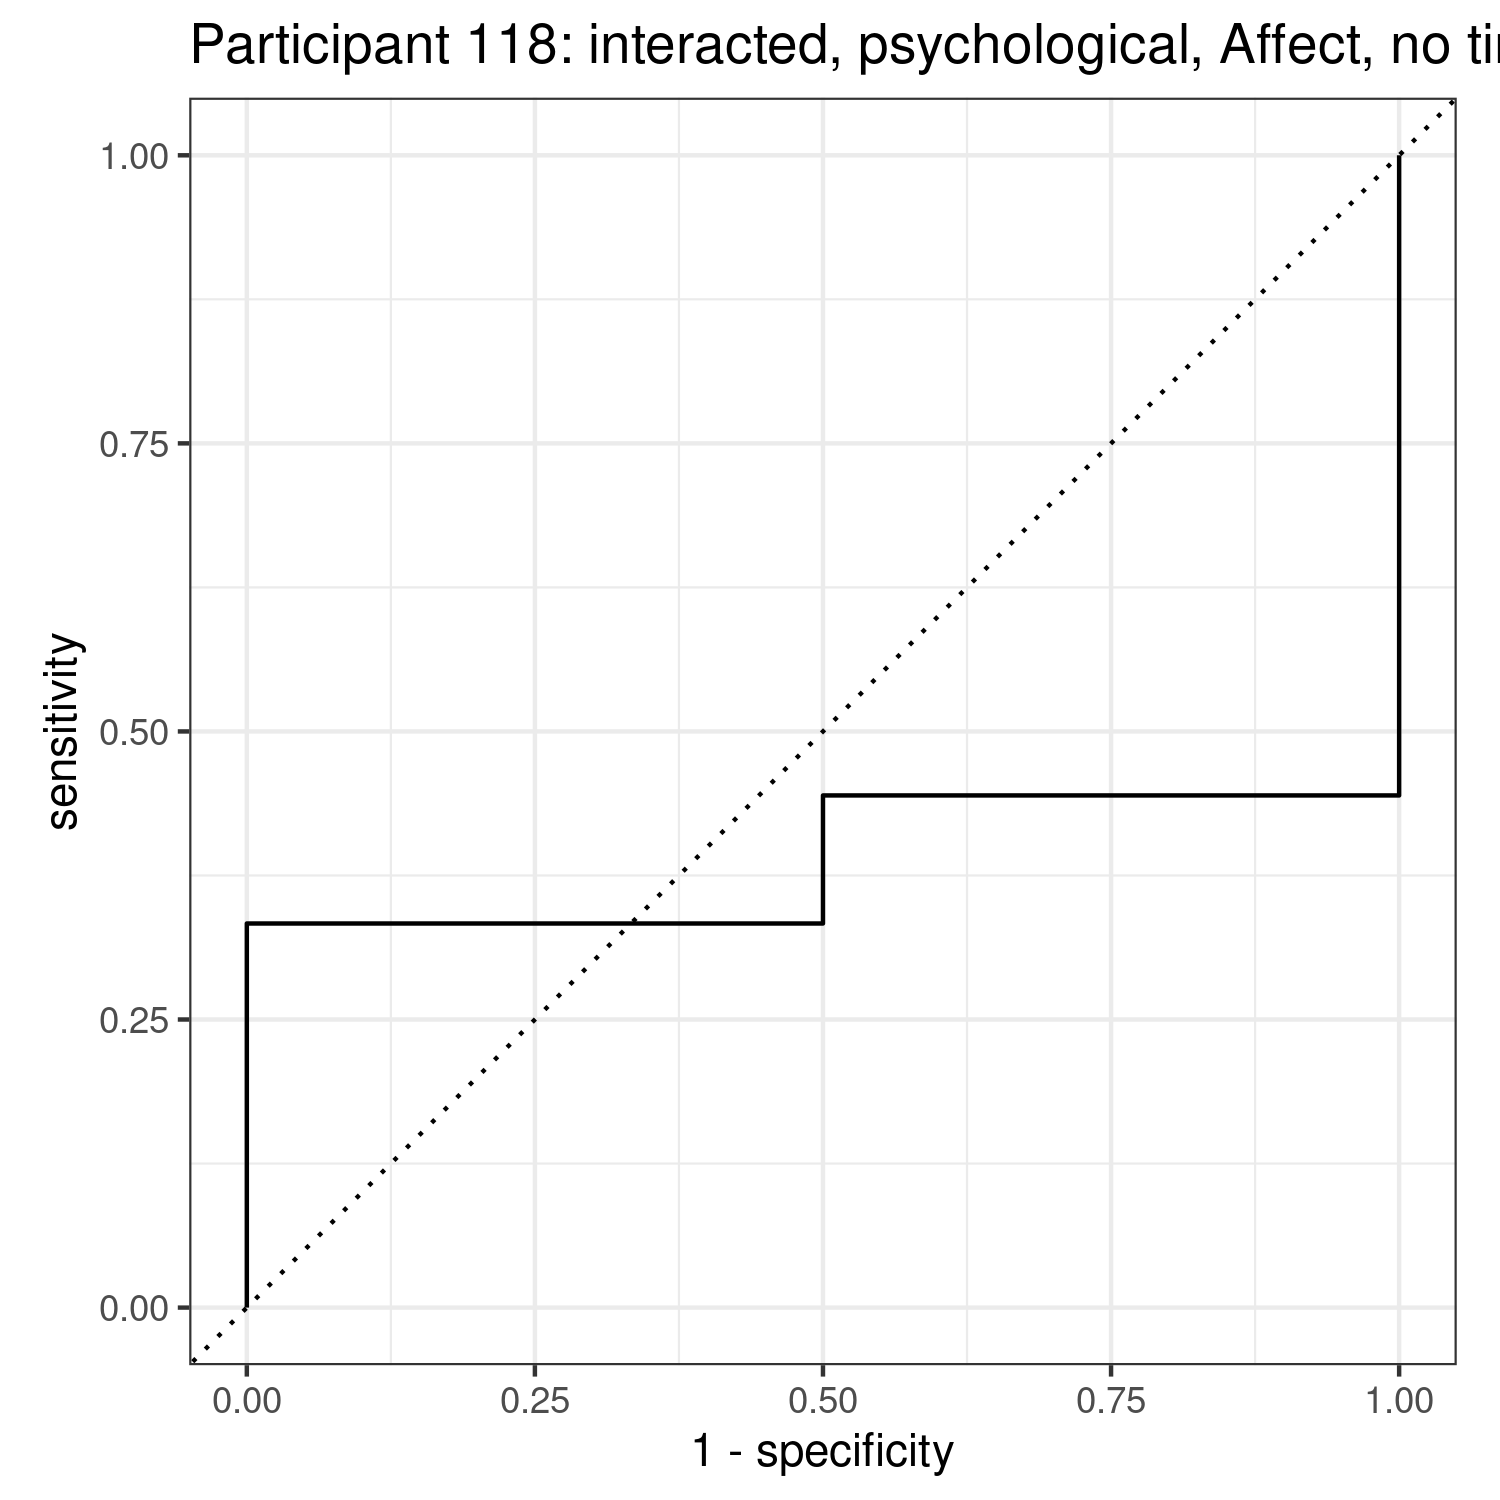 Participant 118: interacted, psychological, Affect, no
1.00
0.75
0.50
0.25
0.00
sensitivity
0.00 0.25 0.50 0.75 1.00
1 - specificity